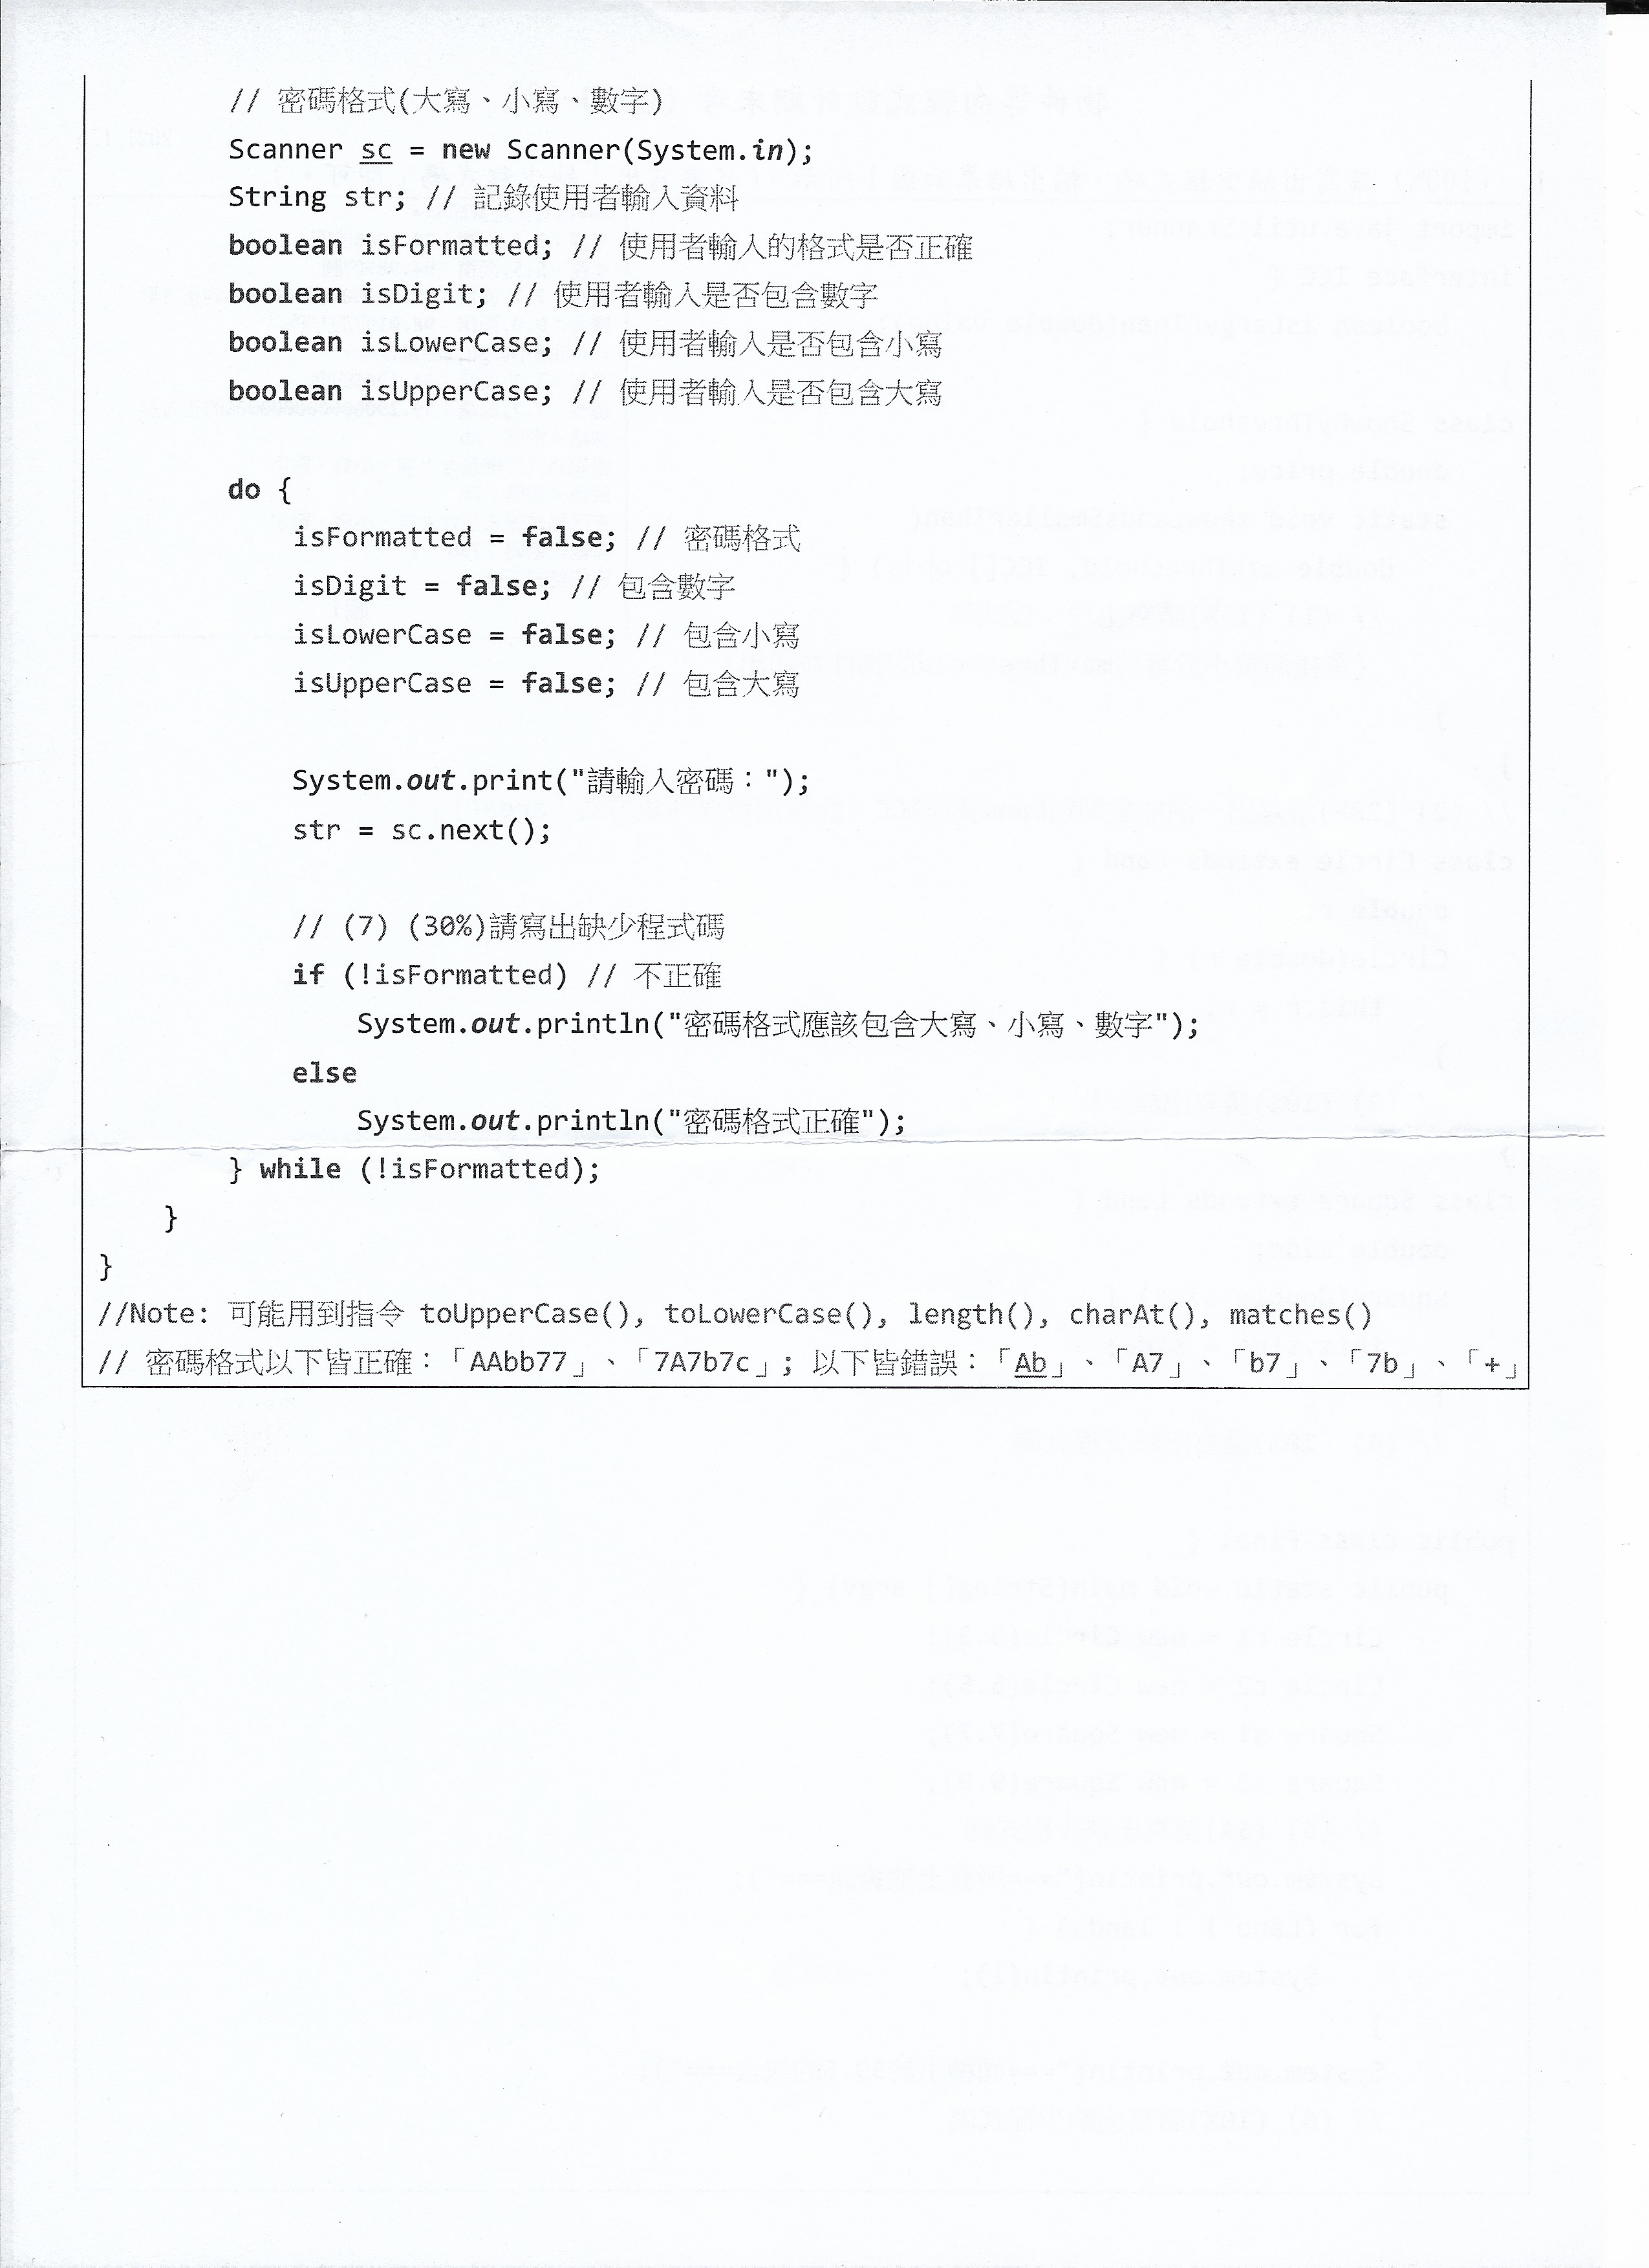 // 密碼格式(大寫、小寫、數字)
Scanner sc = new Scanner(System.in);
String str; // 記錄使用者輸入資料
boolean isFormatted; // 使用者輸入的格式是否正確
boolean isDigit; // 使用者輸入是否包含數字
boolean isLowerCase; // 使用者輸入是否包含小寫
boolean isUpperCase; // 使用者輸入是否包含大寫
do {
isFormatted = false; // 密碼格式
isDigit = false; // 包含數字
isLowerCase = false; // 包含小寫
isUpperCase = false; // 包含大寫
System.out.print("請輸入密碼：");
str = sc.next();
// (7) (30%)請寫出缺少程式碼
if (!isFormatted) // 不正確
System.out.println("密碼格式應該包含大寫、小寫、數字");
else
System.out.println("密碼格式正確");
} while (!isFormatted);
}
}
//Note: 可能用到指令 toUpperCase(), toLowerCase(), length(), charAt(), matches()
// 密碼格式以下皆正確：「AAbb77」、「7A7b7c」; 以下皆錯誤：「Ab」、「A7」、「b7」、「7b」、「+」